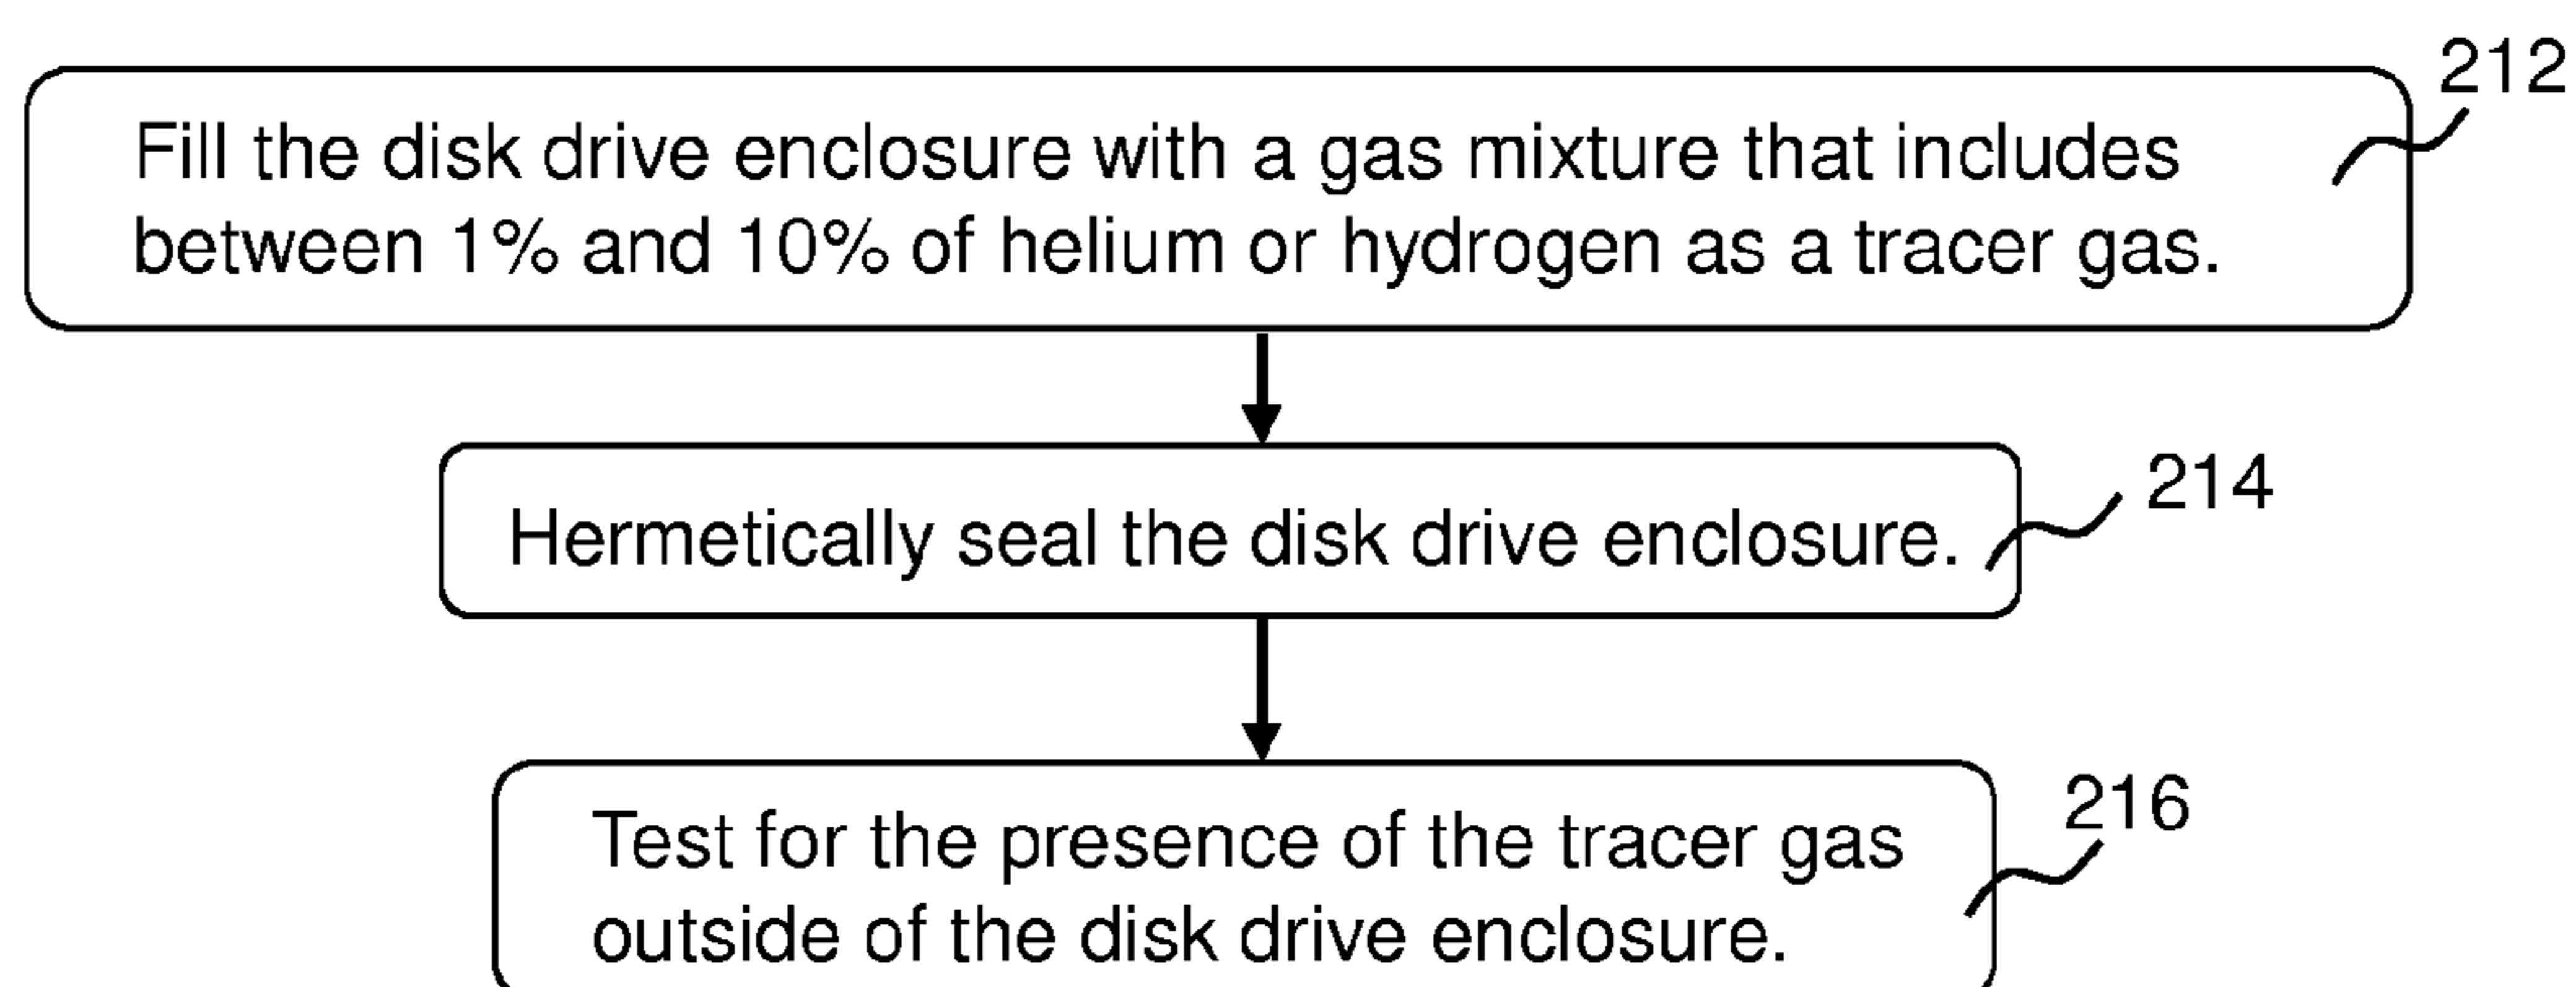 212
Fill the disk drive enclosure with a gas mixture that includes
between 1% and 10% of helium or hydrogen as a tracer gas.
214
Hermetically seal the disk drive enclosure.
216
Test for the presence of the tracer gas
outside of the disk drive enclosure.